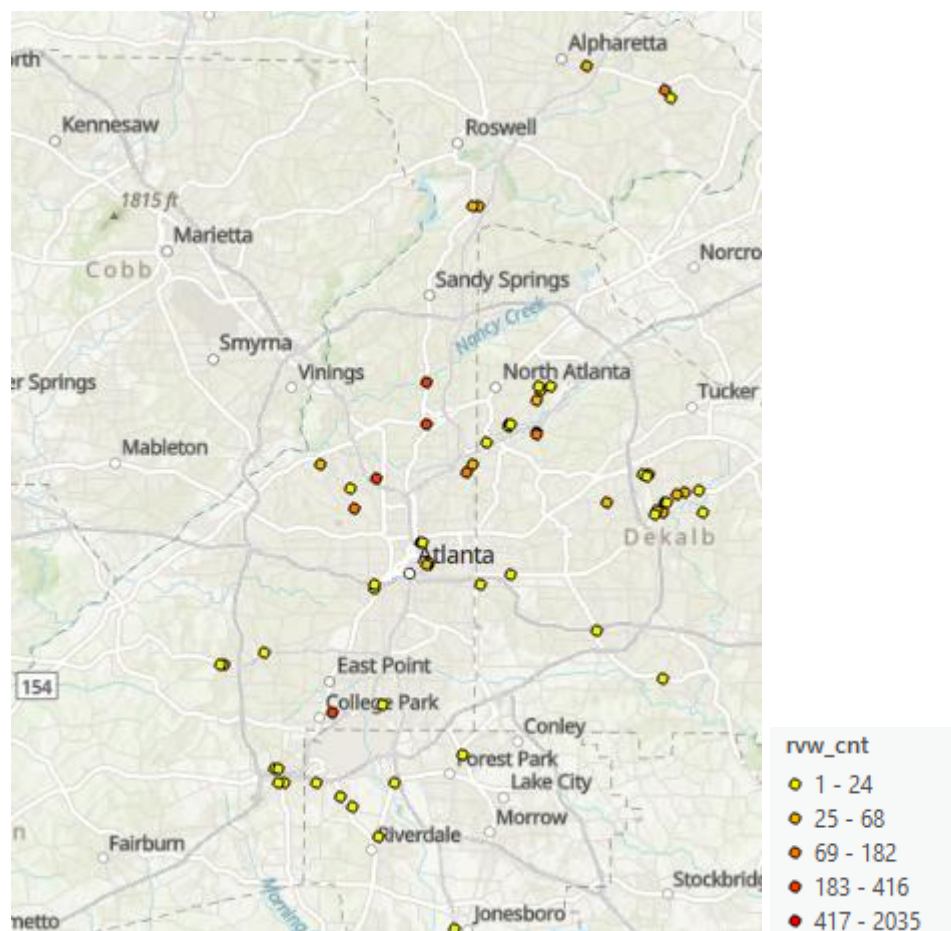 Alpharetta
rth
Kennesaw
Roswell
1815 ft
Marietta
Cobb
Norcro
Sandy Springs
Nancy Creek
Smyrna
Vinings
North Atlanta
er Springs
Tucker
Mableton
Dekalb
Atlanta
East Point
154
College Park
Conley
Forest Park
Lake City
Morrow
n
Fairburn
Riverdale
Stockbridg
Morning
Jonesboro
metto
rvw_cnt
1 - 24
25 - 68
69 - 182
183 - 416
417 - 2035